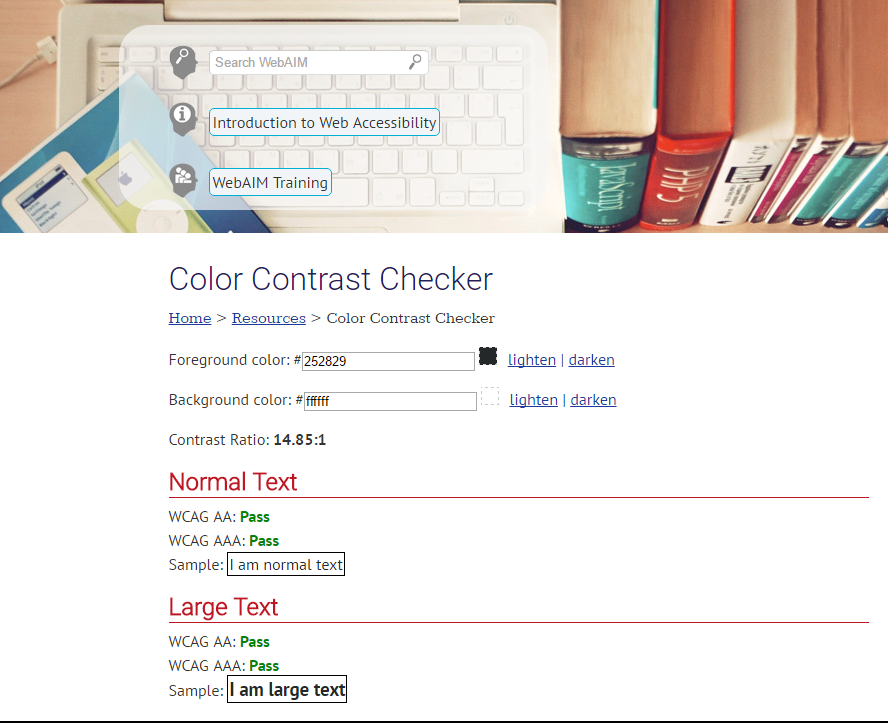 Search WebAIM
Introduction to Web Accessibility
WebAIM Training
PHP 5
Color Contrast Checker
Home > Resources > Color Contrast Checker
Foreground color: #252829 lighten | darken
Background color: #ffffff lighten | darken
Contrast Ratio: 14.85:1
Normal Text
WCAG AA: Pass
WCAG AAA: Pass
Sample: I am normal text
Large Text
WCAG AA: Pass
WCAG AAA: Pass
Sample: I am large text